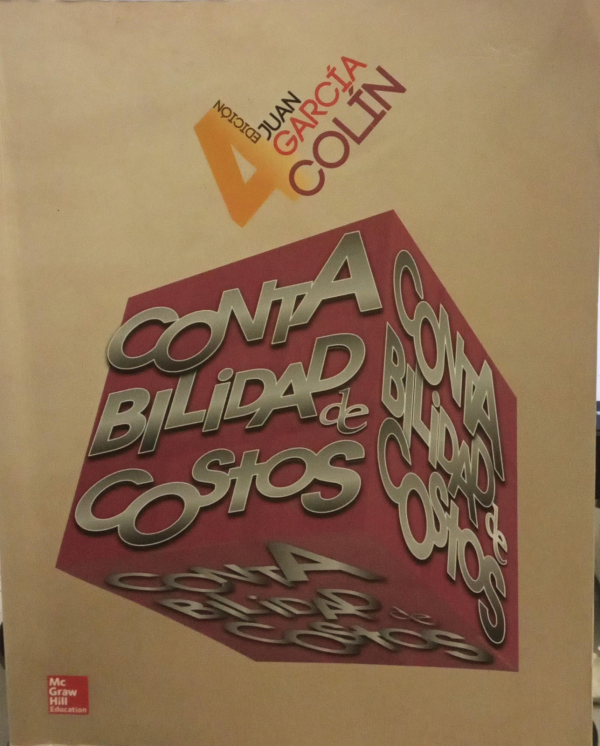 4
EDICIÓN
JUAN
GARCÍA
COLÍN
CONTA
BILIDAD
de
COSTOS
CONTA
BILIDAD
de
COSTOS
CONTA
BILIDAD de
COSTOS
Mc
Graw
Hill
Education